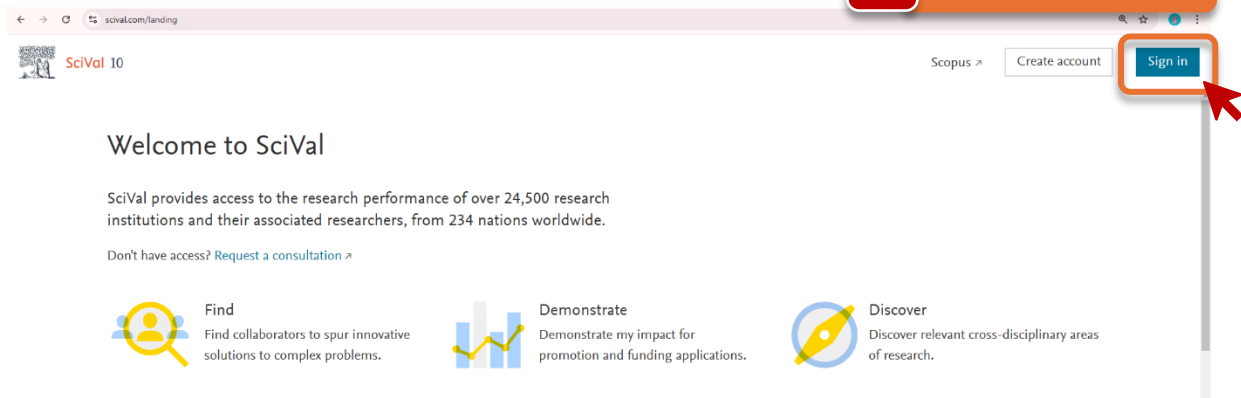 scival.com/landing
SciVal 10
Scopus ↗
Create account
Sign in
Welcome to SciVal
SciVal provides access to the research performance of over 24,500 research
institutions and their associated researchers, from 234 nations worldwide.
Don't have access? Request a consultation ↗
Find
Find collaborators to spur innovative
solutions to complex problems.
Demonstrate
Demonstrate my impact for
promotion and funding applications.
Discover
Discover relevant cross-disciplinary areas
of research.